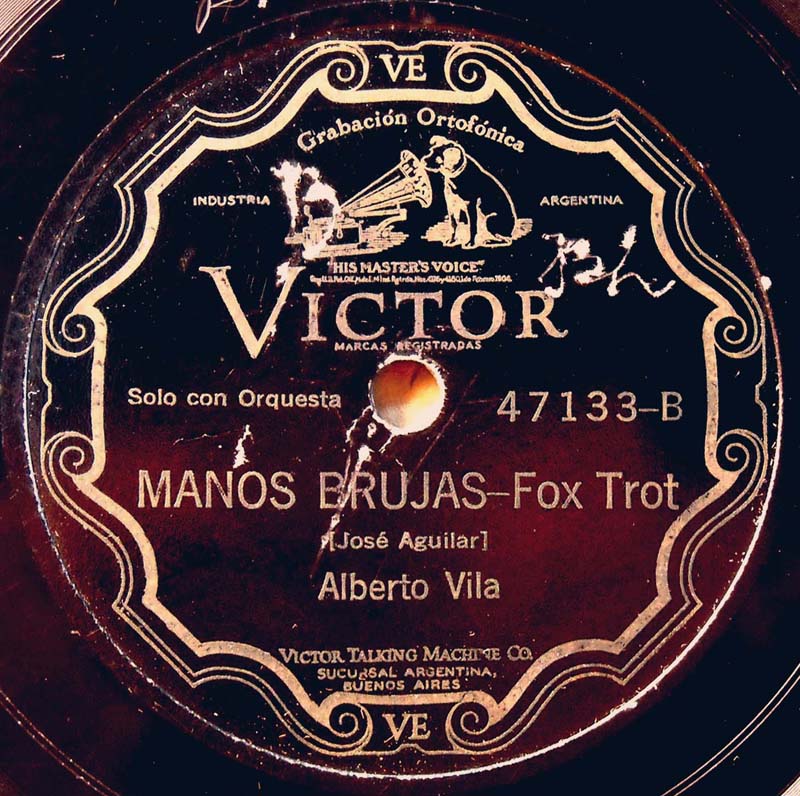 VE
Grabación Ortofónica
INDUSTRIA ARGENTINA
"HIS MASTER'S VOICE"
VICTOR
MARCAS REGISTRADAS
Solo con Orquesta 47133-B
MANOS BRUJAS-Fox Trot
[José Aguilar]
Alberto Vila
VICTOR TALKING MACHINE CO.
SUCURSAL ARGENTINA,
BUENOS AIRES
VE